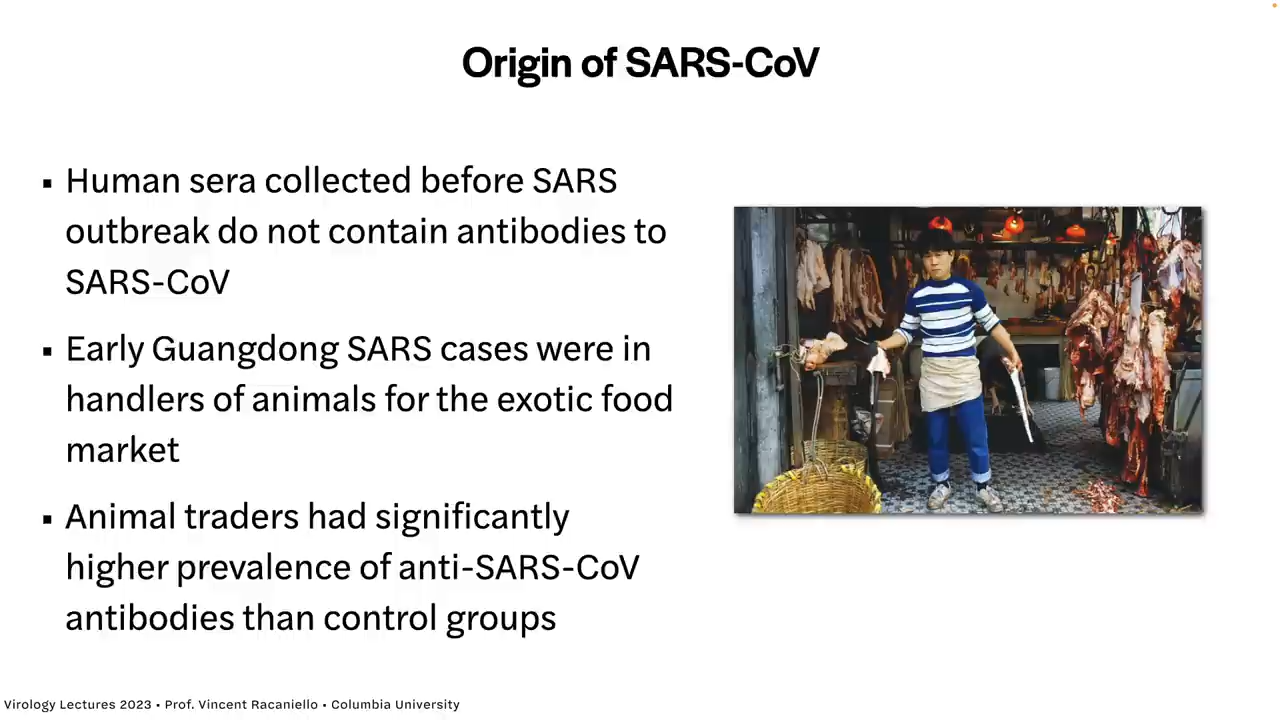 Origin of SARS-CoV
▪ Human sera collected before SARS
outbreak do not contain antibodies to
SARS-CoV
▪ Early Guangdong SARS cases were in
handlers of animals for the exotic food
market
▪ Animal traders had significantly
higher prevalence of anti-SARS-CoV
antibodies than control groups
Virology Lectures 2023 • Prof. Vincent Racaniello • Columbia University